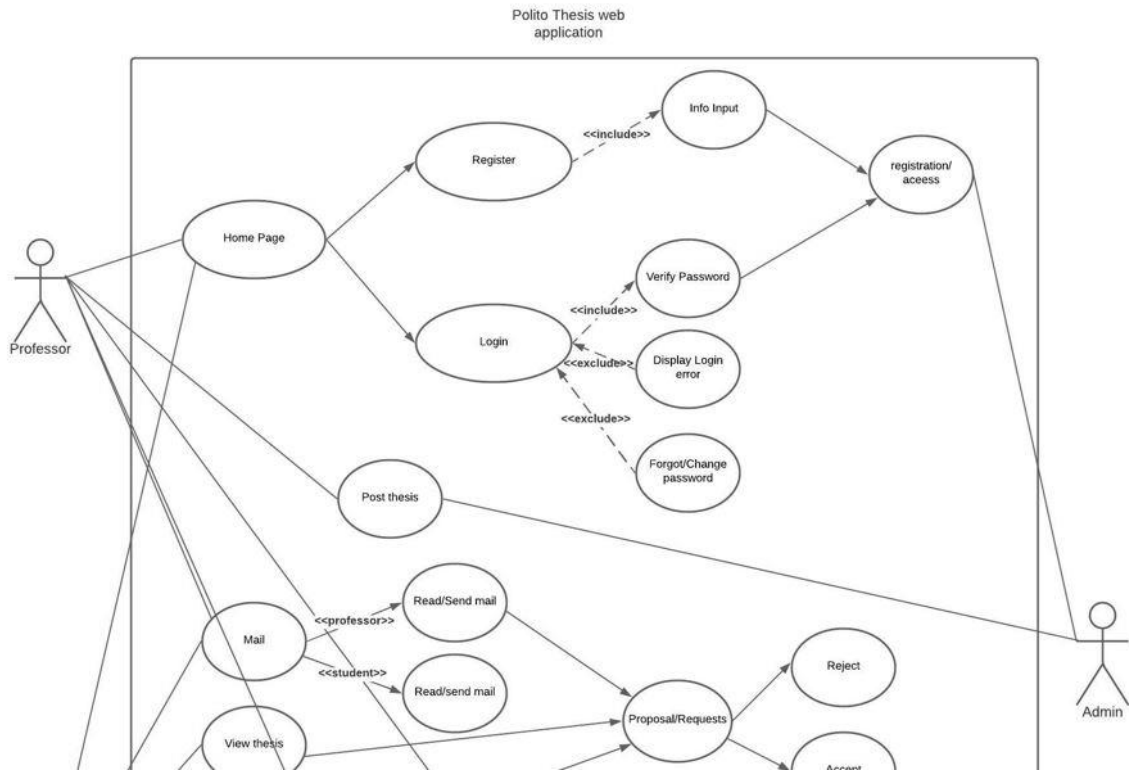 Polito Thesis web
application
Info Input
<<include>>
Register
registration/
aceess
Home Page
Verify Password
<<include>>
Login
<<exclude>>
Display Login
error
<<exclude>>
Forgot/Change
password
Professor
Post thesis
Read/Send mail
<<professor>>
Mail
<<student>>
Read/send mail
Reject
Proposal/Requests
Admin
View thesis
Accept